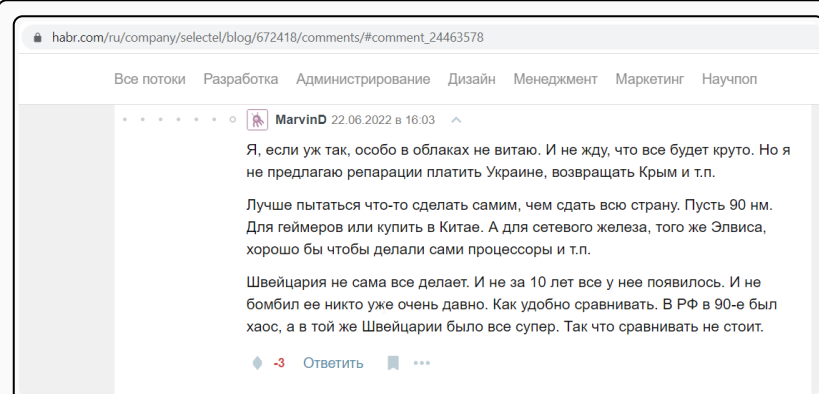 habr.com/ru/company/selectel/blog/672418/comments/#comment_24463578
Все потоки Разработка Администрирование Дизайн Менеджмент Маркетинг Научпоп
MarvinD 22.06.2022 в 16:03
Я, если уж так, особо в облаках не витаю. И не жду, что все будет круто. Но я
не предлагаю репарации платить Украине, возвращать Крым и т.п.
Лучше пытаться что-то сделать самим, чем сдать всю страну. Пусть 90 нм.
Для геймеров или купить в Китае. А для сетевого железа, того же Элвиса,
хорошо бы чтобы делали сами процессоры и т.п.
Швейцария не сама все делает. И не за 10 лет все у нее появилось. И не
бомбил ее никто уже очень давно. Как удобно сравнивать. В РФ в 90-е был
хаос, а в той же Швейцарии было все супер. Так что сравнивать не стоит.
-3 Ответить